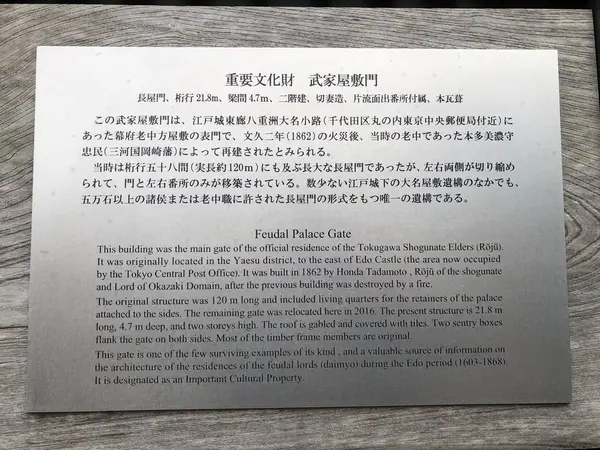 重要文化財　武家屋敷門
長屋門、桁行21.8m、梁間4.7m、二階建、切妻造、片流面出番所付属、本瓦葺
この武家屋敷門は、江戸城東廊八重洲大名小路（千代田区丸の内東京中央郵便局付近）に
あった幕府老中方屋敷の表門で、文久二年（1862）の火災後、当時の老中であった本多美濃守
忠民（三河国岡崎藩）によって再建されたとみられる。
当時は桁行五十八間（実長約120m）にも及ぶ長大な長屋門であったが、左右両側が切り縮め
られて、門と左右番所のみが移築されている。数少ない江戸城下の大名屋敷遺構のなかでも、
五万石以上の諸侯または老中職に許された長屋門の形式をもつ唯一の遺構である。
Feudal Palace Gate
This building was the main gate of the official residence of the Tokugawa Shogunate Elders (Rōjū).
It was originally located in the Yaesu district, to the east of Edo Castle (the area now occupied
by the Tokyo Central Post Office). It was built in 1862 by Honda Tadamoto , Rōjū of the shogunate
and Lord of Okazaki Domain, after the previous building was destroyed by a fire.
The original structure was 120 m long and included living quarters for the retainers of the palace
attached to the sides. The remaining gate was relocated here in 2016. The present structure is 21.8 m
long, 4.7 m deep, and two storeys high. The roof is gabled and covered with tiles. Two sentry boxes
flank the gate on both sides. Most of the timber frame members are original.
This gate is one of the few surviving examples of its kind , and a valuable source of information on
the architecture of the residences of the feudal lords (daimyo) during the Edo period (1603-1868).
It is designated as an Important Cultural Property.